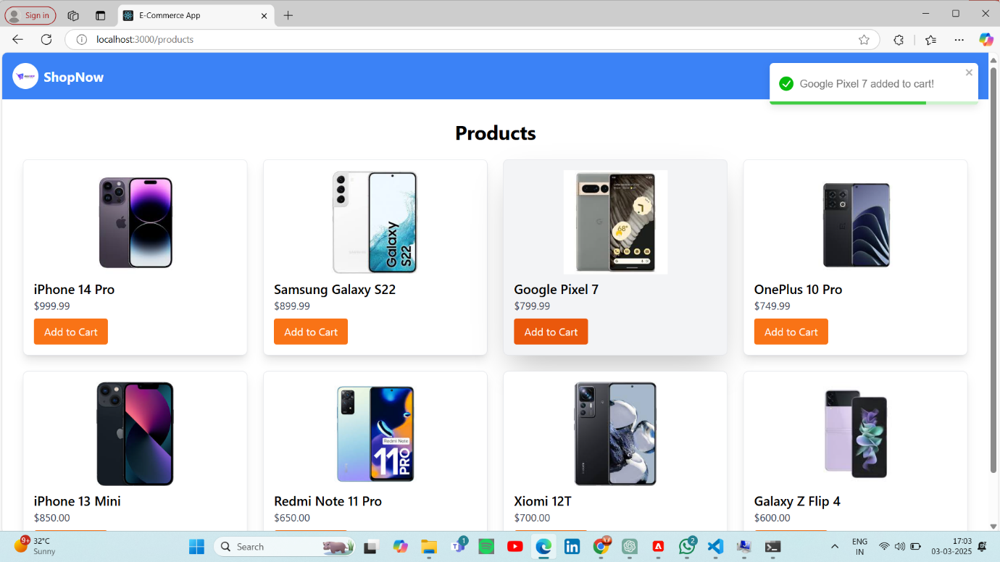 Sign in
E-Commerce App
localhost:3000/products
ShopNow
Google Pixel 7 added to cart!
Products
68°
Galaxy
S22
iPhone 14 Pro
$999.99
Add to Cart
Samsung Galaxy S22
$899.99
Add to Cart
Google Pixel 7
$799.99
Add to Cart
OnePlus 10 Pro
$749.99
Add to Cart
Redmi Note
11 PRO
iPhone 13 Mini
$850.00
Redmi Note 11 Pro
$650.00
Xiomi 12T
$700.00
Galaxy Z Flip 4
$600.00
9+
32°C
Sunny
Search
1
2
ENG
IN
17:03
03-03-2025